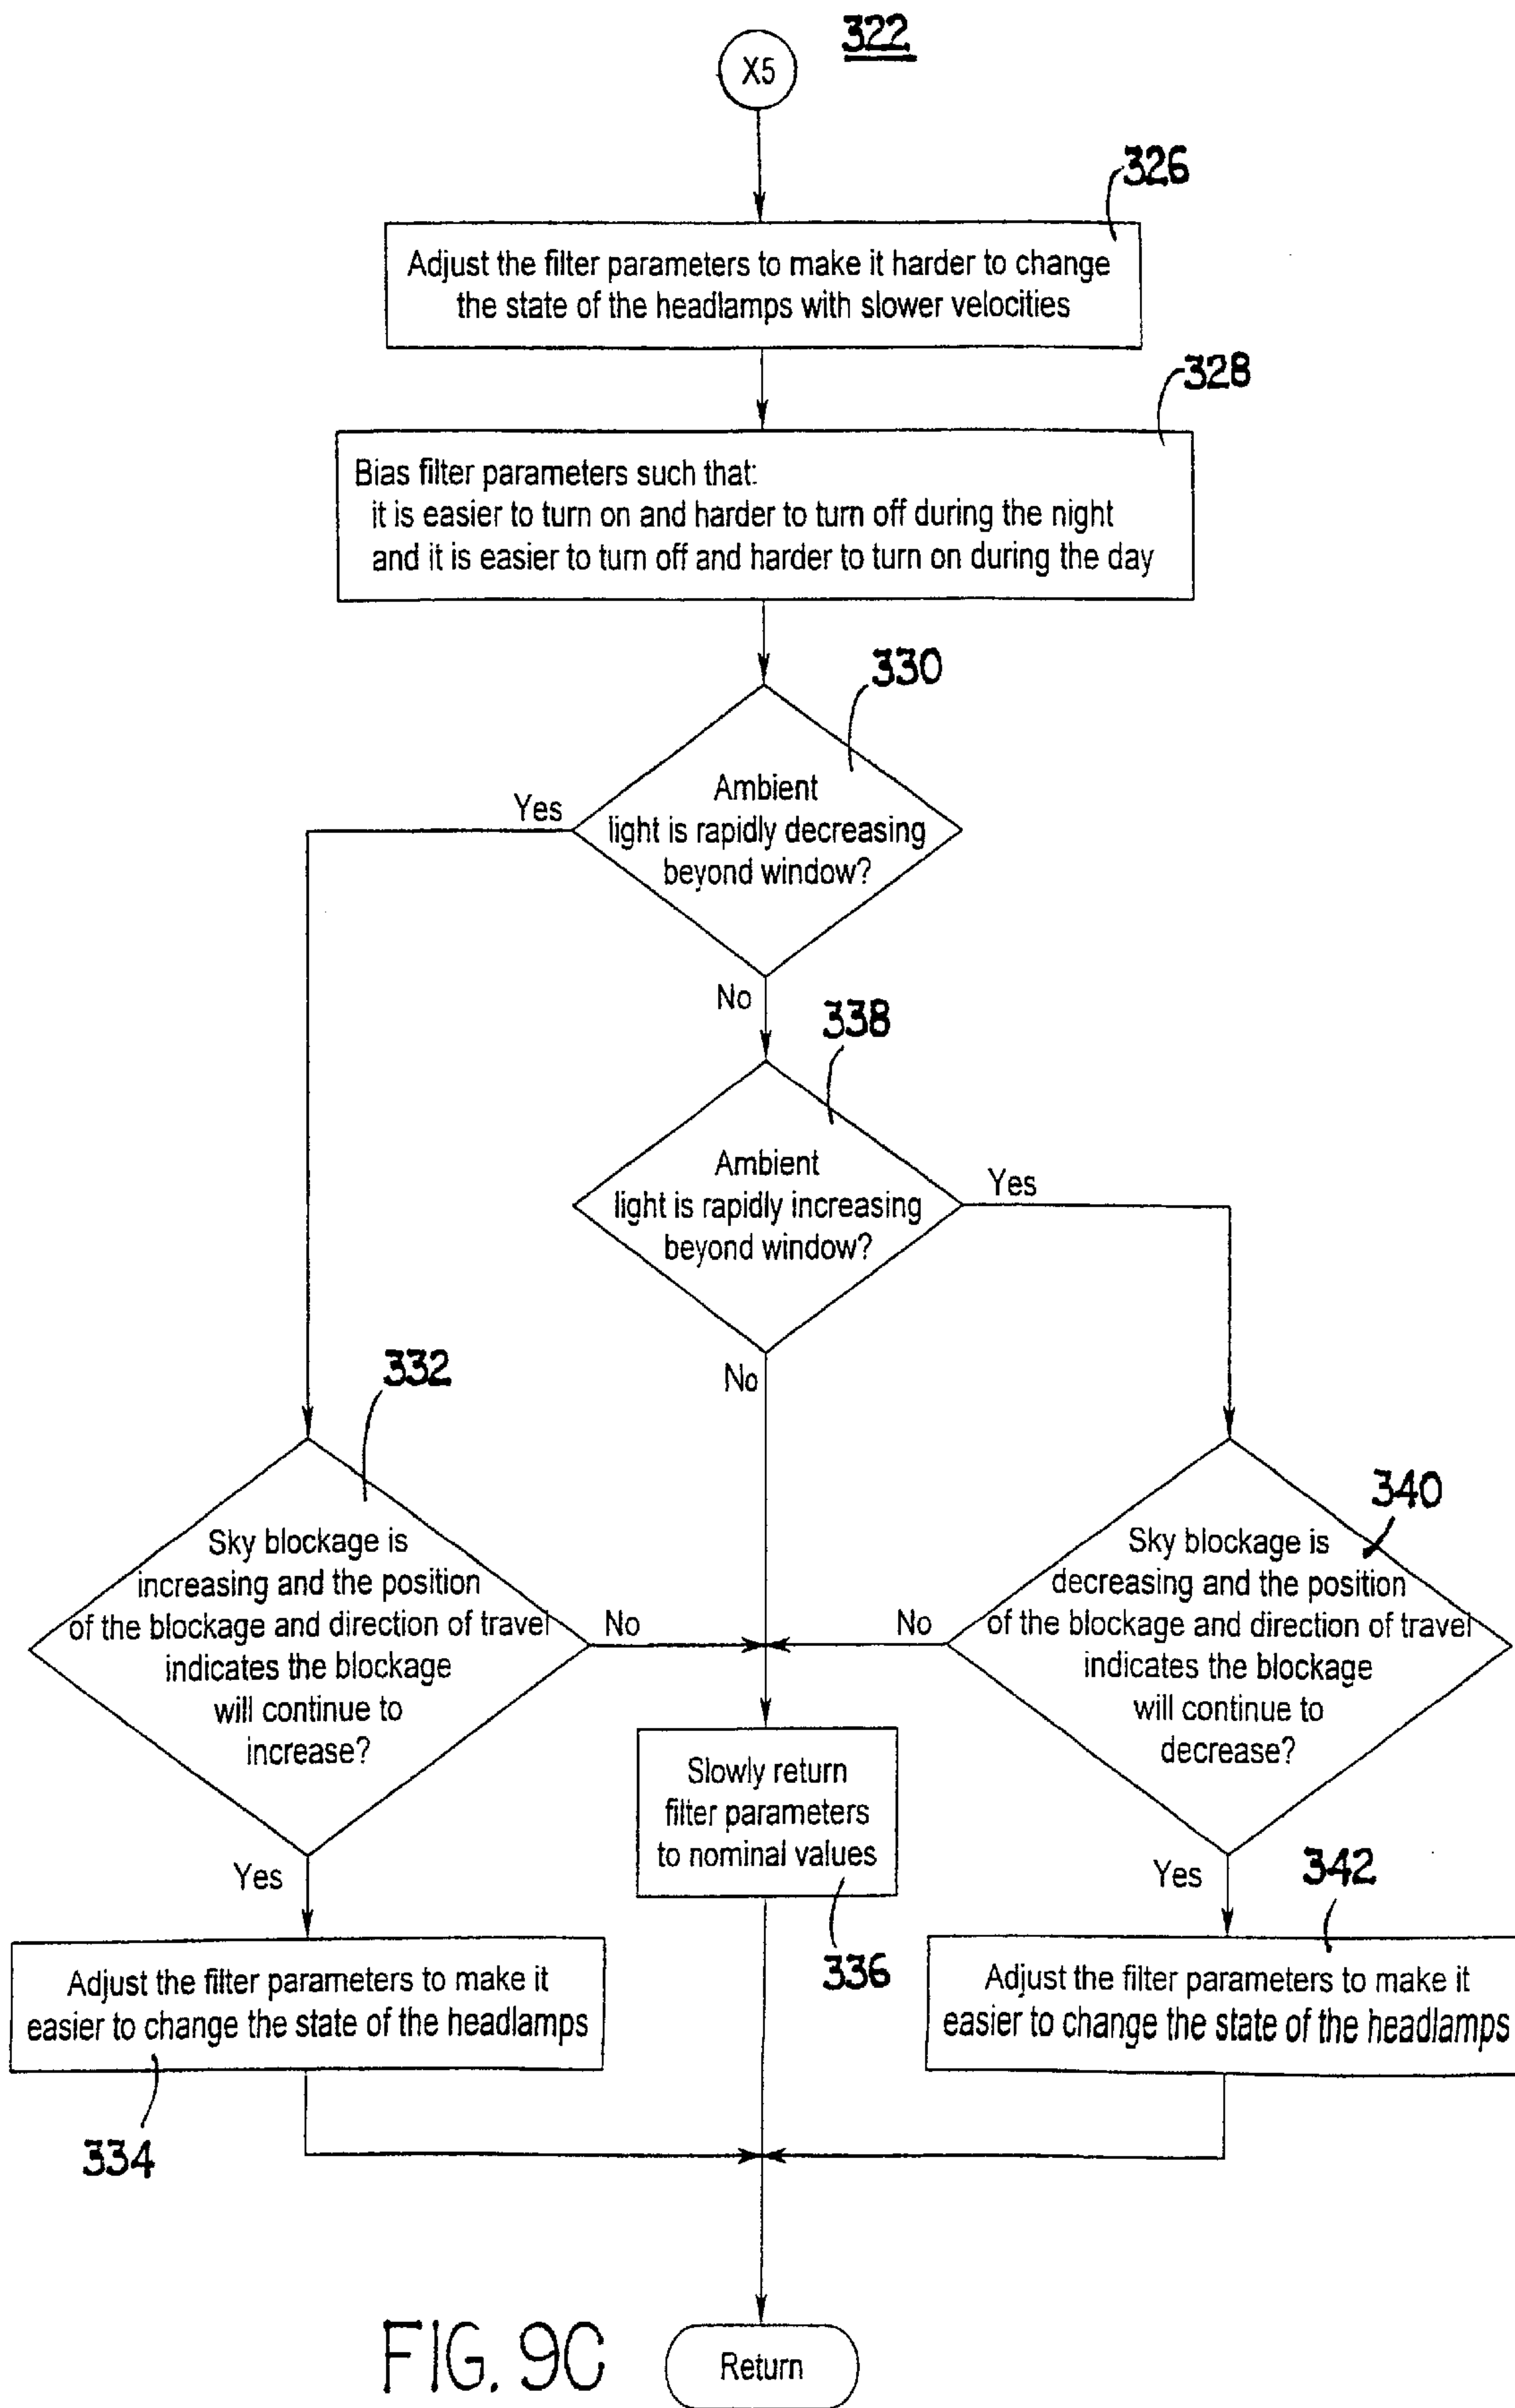 322
X5
326
Adjust the filter parameters to make it harder to change
the state of the headlamps with slower velocities
328
Bias filter parameters such that:
it is easier to turn on and harder to turn off during the night
and it is easier to turn off and harder to turn on during the day
330
Ambient
light is rapidly decreasing
beyond window?
Yes
No
338
Ambient
light is rapidly increasing
beyond window?
Yes
No
332
Sky blockage is
increasing and the position
of the blockage and direction of travel
indicates the blockage
will continue to
increase?
No
Yes
340
Sky blockage is
decreasing and the position
of the blockage and direction of travel
indicates the blockage
will continue to
decrease?
No
Yes
Slowly return
filter parameters
to nominal values
336
Adjust the filter parameters to make it
easier to change the state of the headlamps
334
342
Adjust the filter parameters to make it
easier to change the state of the headlamps
FIG. 9C
Return